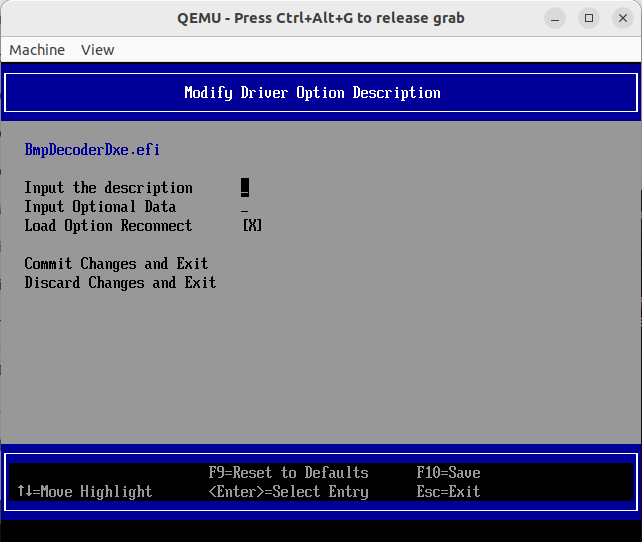 QEMU - Press Ctrl+Alt+G to release grab
Machine View
Modify Driver Option Description
BmpDecoderDxe.efi
Input the description _
Input Optional Data _
Load Option Reconnect [X]
Commit Changes and Exit
Discard Changes and Exit
F9=Reset to Defaults F10=Save
↑↓=Move Highlight <Enter>=Select Entry Esc=Exit